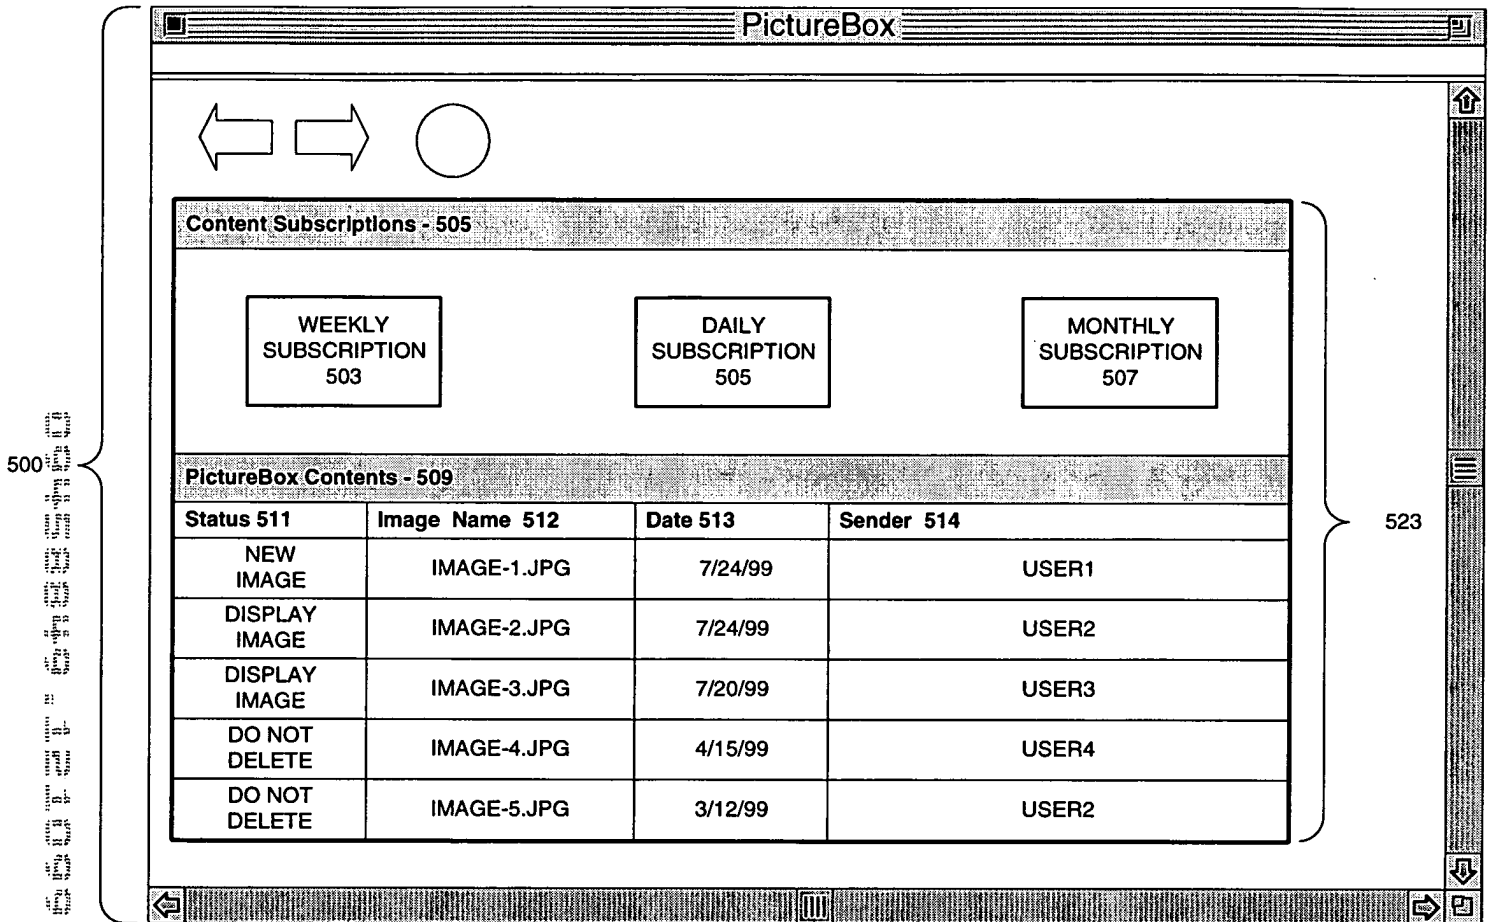 PictureBox
Content Subscriptions - 505
WEEKLY
SUBSCRIPTION
503
DAILY
SUBSCRIPTION
505
MONTHLY
SUBSCRIPTION
507
500
523
PictureBox Contents - 509
Status 511 Image Name 512 Date 513 Sender 514
NEW
IMAGE IMAGE-1.JPG 7/24/99 USER1
DISPLAY
IMAGE IMAGE-2.JPG 7/24/99 USER2
DISPLAY
IMAGE IMAGE-3.JPG 7/20/99 USER3
DO NOT
DELETE IMAGE-4.JPG 4/15/99 USER4
DO NOT
DELETE IMAGE-5.JPG 3/12/99 USER2